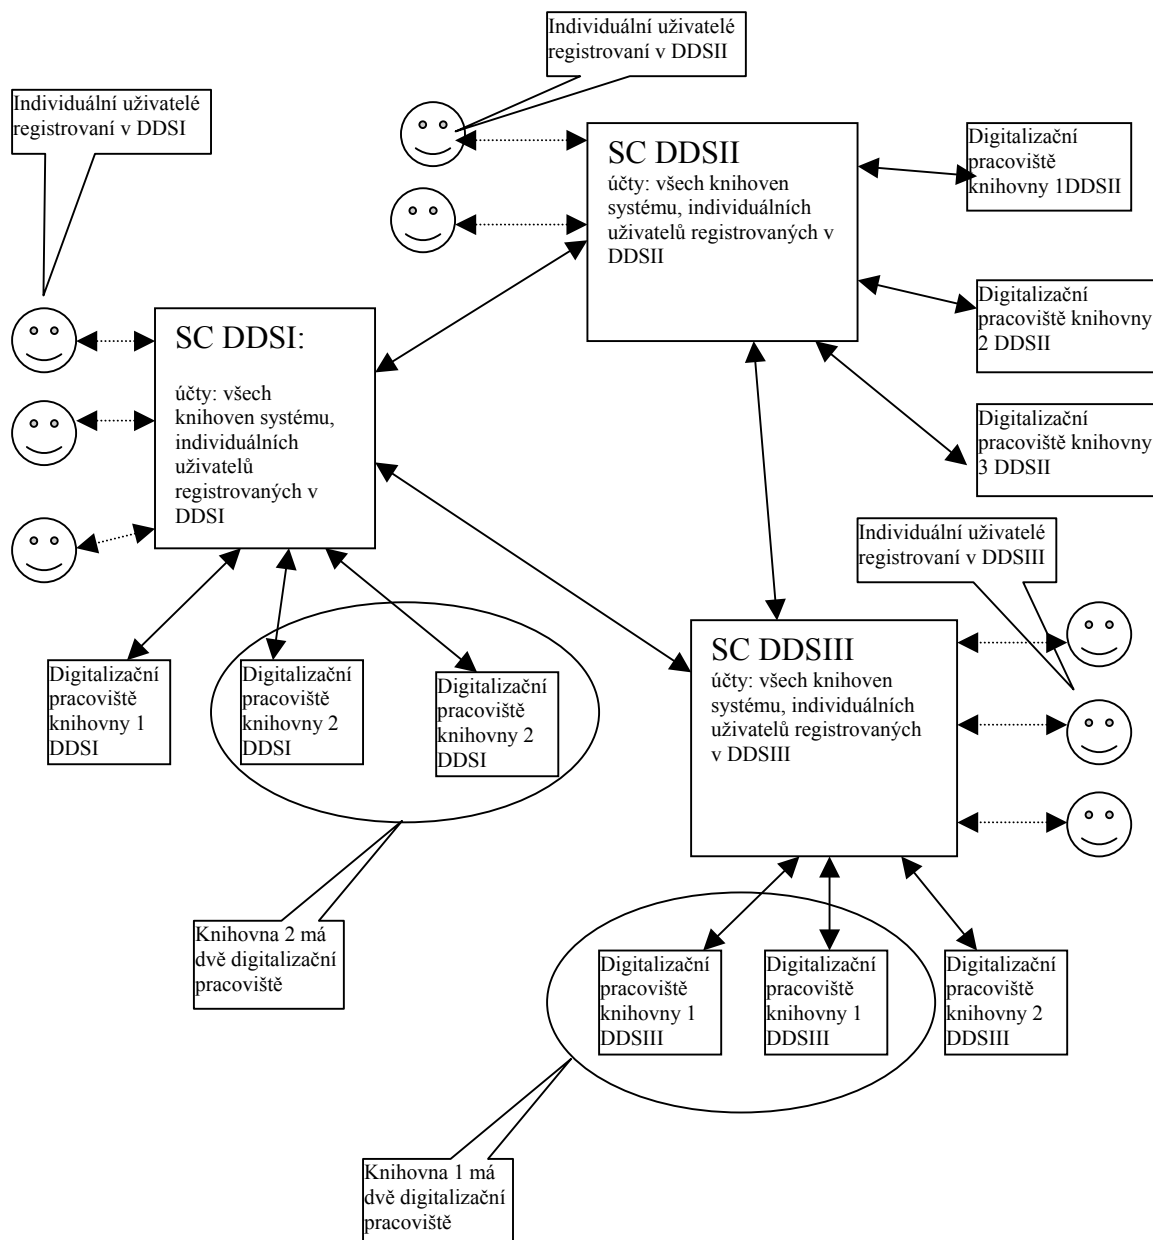 Individuální uživatelé
registrovaní v DDSII
Individuální uživatelé
registrovaní v DDSI
SC DDSII
účty: všech knihoven
systému, individuálních
uživatelů registrovaných v
DDSII
Digitalizační
pracoviště
knihovny 1DDSII
Digitalizační
pracoviště knihovny
2 DDSII
Digitalizační
pracoviště knihovny
3 DDSII
SC DDSI:
účty: všech
knihoven systému,
individuálních
uživatelů
registrovaných v
DDSI
Individuální uživatelé
registrovaní v DDSIII
SC DDSIII
účty: všech knihoven
systému, individuálních
uživatelů registrovaných
v DDSIII
Digitalizační
pracoviště
knihovny 1
DDSI
Digitalizační
pracoviště
knihovny 2
DDSI
Digitalizační
pracoviště
knihovny 2
DDSI
Knihovna 2 má
dvě digitalizační
pracoviště
Digitalizační
pracoviště
knihovny 1
DDSIII
Digitalizační
pracoviště
knihovny 1
DDSIII
Digitalizační
pracoviště
knihovny 2
DDSIII
Knihovna 1 má
dvě digitalizační
pracoviště